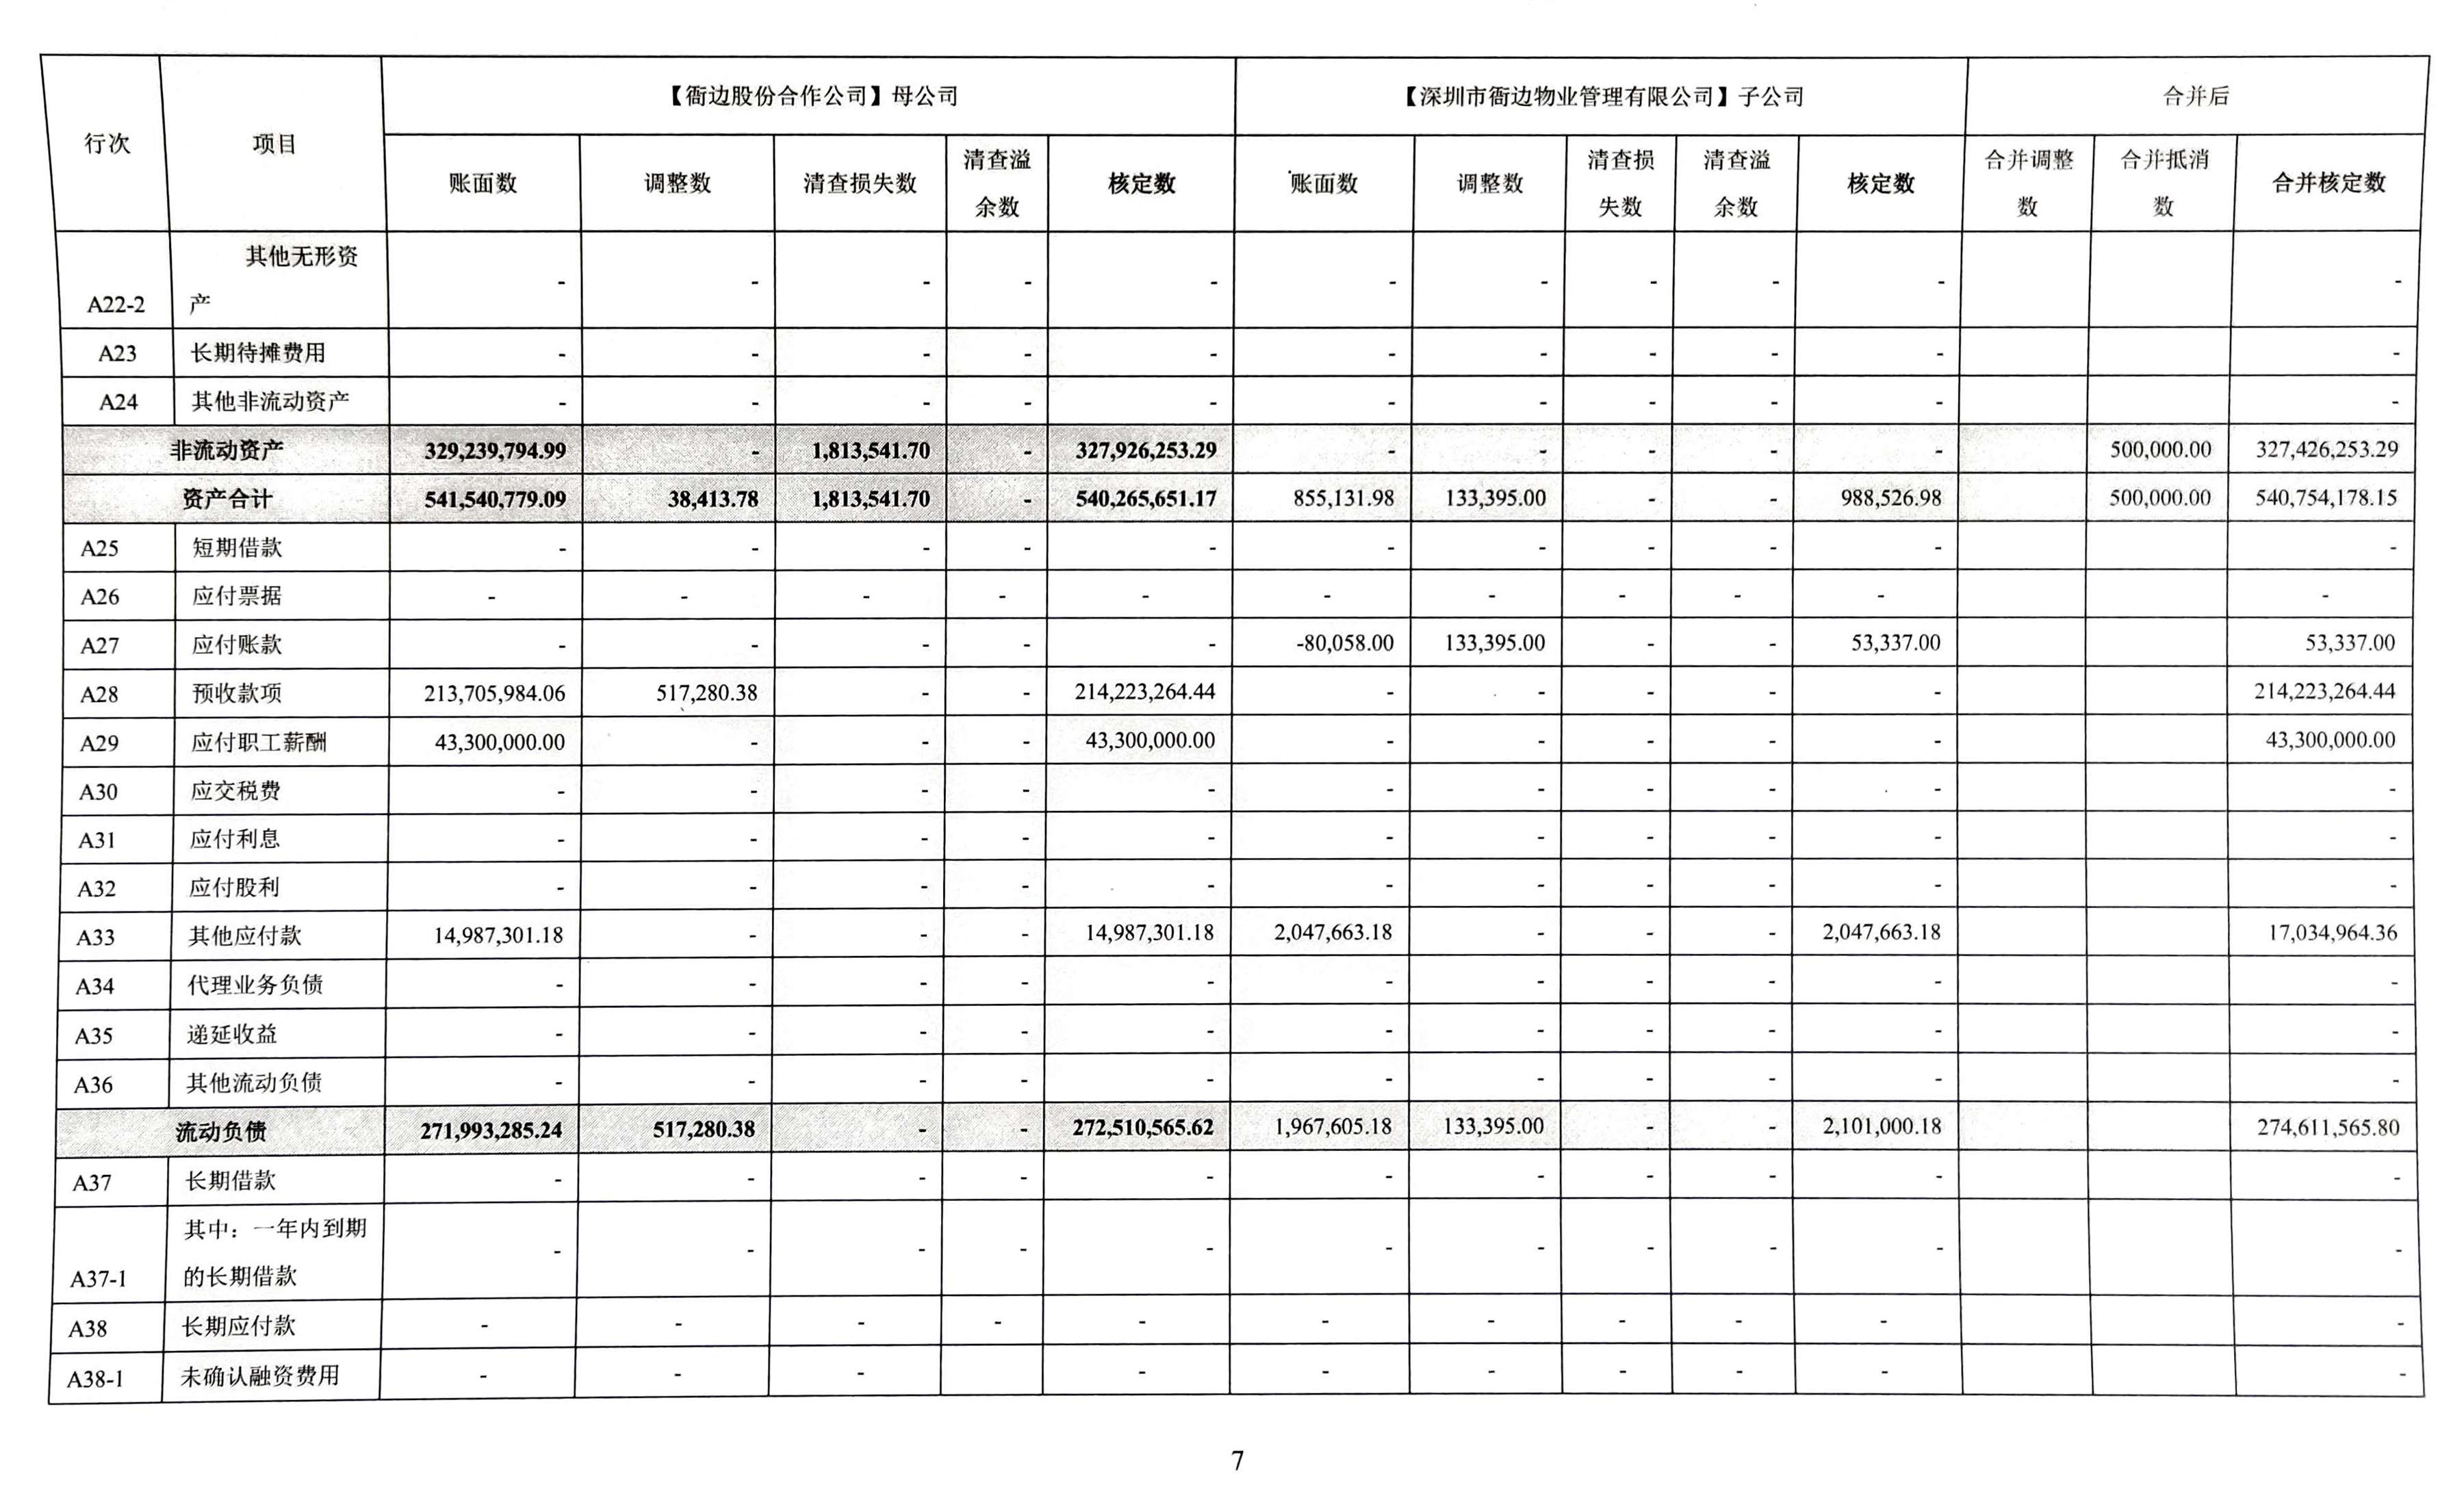 行次 项目 【衙边股份合作公司】母公司 【深圳市衙边物业管理有限公司】子公司 合并后
账面数 调整数 清查损失数 清查溢余数 核定数 账面数 调整数 清查损失数 清查溢余数 核定数 合并调整数 合并抵消数 合并核定数
A22-2 其他无形资产 - - - - - - - - - - -
A23 长期待摊费用 - - - - - - - - - - -
A24 其他非流动资产 - - - - - - - - - - -
非流动资产 329,239,794.99 - 1,813,541.70 - 327,926,253.29 - - - - - 500,000.00 327,426,253.29
资产合计 541,540,779.09 38,413.78 1,813,541.70 - 540,265,651.17 855,131.98 133,395.00 - - 988,526.98 500,000.00 540,754,178.15
A25 短期借款 - - - - - - - - - - -
A26 应付票据 - - - - - - - - - - -
A27 应付账款 - - - - - -80,058.00 133,395.00 - - 53,337.00 53,337.00
A28 预收款项 213,705,984.06 517,280.38 - - 214,223,264.44 - - - - - 214,223,264.44
A29 应付职工薪酬 43,300,000.00 - - - 43,300,000.00 - - - - - 43,300,000.00
A30 应交税费 - - - - - - - - - - -
A31 应付利息 - - - - - - - - - - -
A32 应付股利 - - - - - - - - - - -
A33 其他应付款 14,987,301.18 - - - 14,987,301.18 2,047,663.18 - - - 2,047,663.18 17,034,964.36
A34 代理业务负债 - - - - - - - - - - -
A35 递延收益 - - - - - - - - - - -
A36 其他流动负债 - - - - - - - - - - -
流动负债 271,993,285.24 517,280.38 - - 272,510,565.62 1,967,605.18 133,395.00 - - 2,101,000.18 274,611,565.80
A37 长期借款 - - - - - - - - - - -
A37-1 其中：一年内到期的长期借款 - - - - - - - - - - -
A38 长期应付款 - - - - - - - - - - -
A38-1 未确认融资费用 - - - - - - - - - -
7